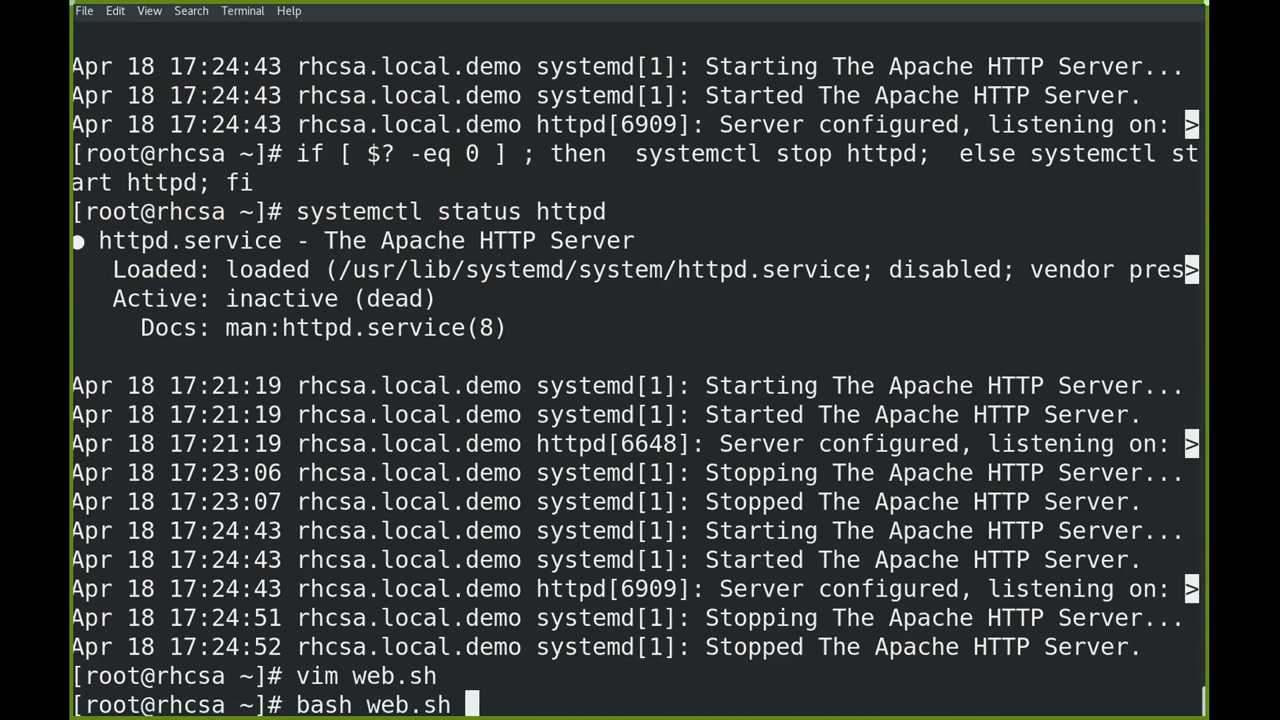 File Edit View Search Terminal Help
Apr 18 17:24:43 rhcsa.local.demo systemd[1]: Starting The Apache HTTP Server...
Apr 18 17:24:43 rhcsa.local.demo systemd[1]: Started The Apache HTTP Server.
Apr 18 17:24:43 rhcsa.local.demo httpd[6909]: Server configured, listening on: >
[root@rhcsa ~]# if [ $? -eq 0 ] ; then  systemctl stop httpd;  else systemctl st
art httpd; fi
[root@rhcsa ~]# systemctl status httpd
● httpd.service - The Apache HTTP Server
   Loaded: loaded (/usr/lib/systemd/system/httpd.service; disabled; vendor pres>
   Active: inactive (dead)
     Docs: man:httpd.service(8)
Apr 18 17:21:19 rhcsa.local.demo systemd[1]: Starting The Apache HTTP Server...
Apr 18 17:21:19 rhcsa.local.demo systemd[1]: Started The Apache HTTP Server.
Apr 18 17:21:19 rhcsa.local.demo httpd[6648]: Server configured, listening on: >
Apr 18 17:23:06 rhcsa.local.demo systemd[1]: Stopping The Apache HTTP Server...
Apr 18 17:23:07 rhcsa.local.demo systemd[1]: Stopped The Apache HTTP Server.
Apr 18 17:24:43 rhcsa.local.demo systemd[1]: Starting The Apache HTTP Server...
Apr 18 17:24:43 rhcsa.local.demo systemd[1]: Started The Apache HTTP Server.
Apr 18 17:24:43 rhcsa.local.demo httpd[6909]: Server configured, listening on: >
Apr 18 17:24:51 rhcsa.local.demo systemd[1]: Stopping The Apache HTTP Server...
Apr 18 17:24:52 rhcsa.local.demo systemd[1]: Stopped The Apache HTTP Server.
[root@rhcsa ~]# vim web.sh
[root@rhcsa ~]# bash web.sh